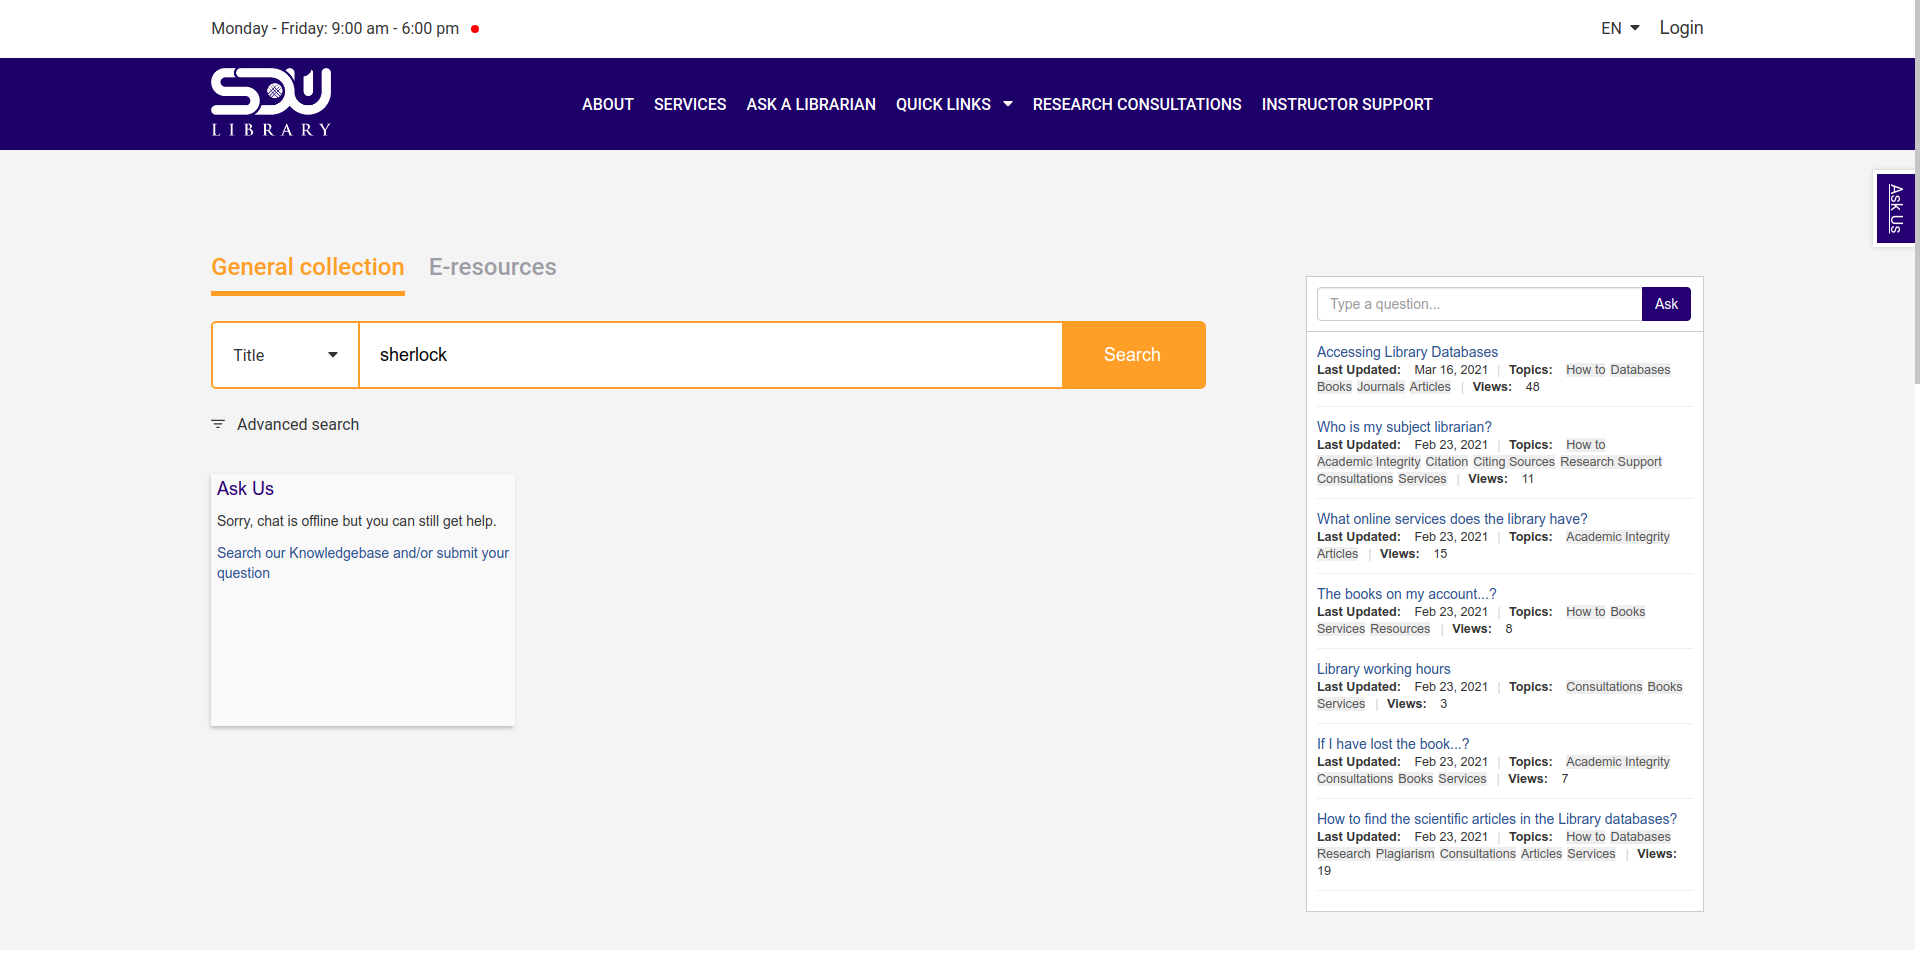 Monday - Friday: 9:00 am - 6:00 pm
EN
Login
SDU
LIBRARY
ABOUT SERVICES ASK A LIBRARIAN QUICK LINKS RESEARCH CONSULTATIONS INSTRUCTOR SUPPORT
Ask Us
General collection E-resources
Title
sherlock
Search
Advanced search
Ask Us
Sorry, chat is offline but you can still get help.
Search our Knowledgebase and/or submit your
question
Type a question...
Ask
Accessing Library Databases
Last Updated: Mar 16, 2021 | Topics: How to Databases
Books Journals Articles | Views: 48
Who is my subject librarian?
Last Updated: Feb 23, 2021 | Topics: How to
Academic Integrity Citation Citing Sources Research Support
Consultations Services | Views: 11
What online services does the library have?
Last Updated: Feb 23, 2021 | Topics: Academic Integrity
Articles | Views: 15
The books on my account...?
Last Updated: Feb 23, 2021 | Topics: How to Books
Services Resources | Views: 8
Library working hours
Last Updated: Feb 23, 2021 | Topics: Consultations Books
Services | Views: 3
If I have lost the book...?
Last Updated: Feb 23, 2021 | Topics: Academic Integrity
Consultations Books Services | Views: 7
How to find the scientific articles in the Library databases?
Last Updated: Feb 23, 2021 | Topics: How to Databases
Research Plagiarism Consultations Articles Services | Views:
19